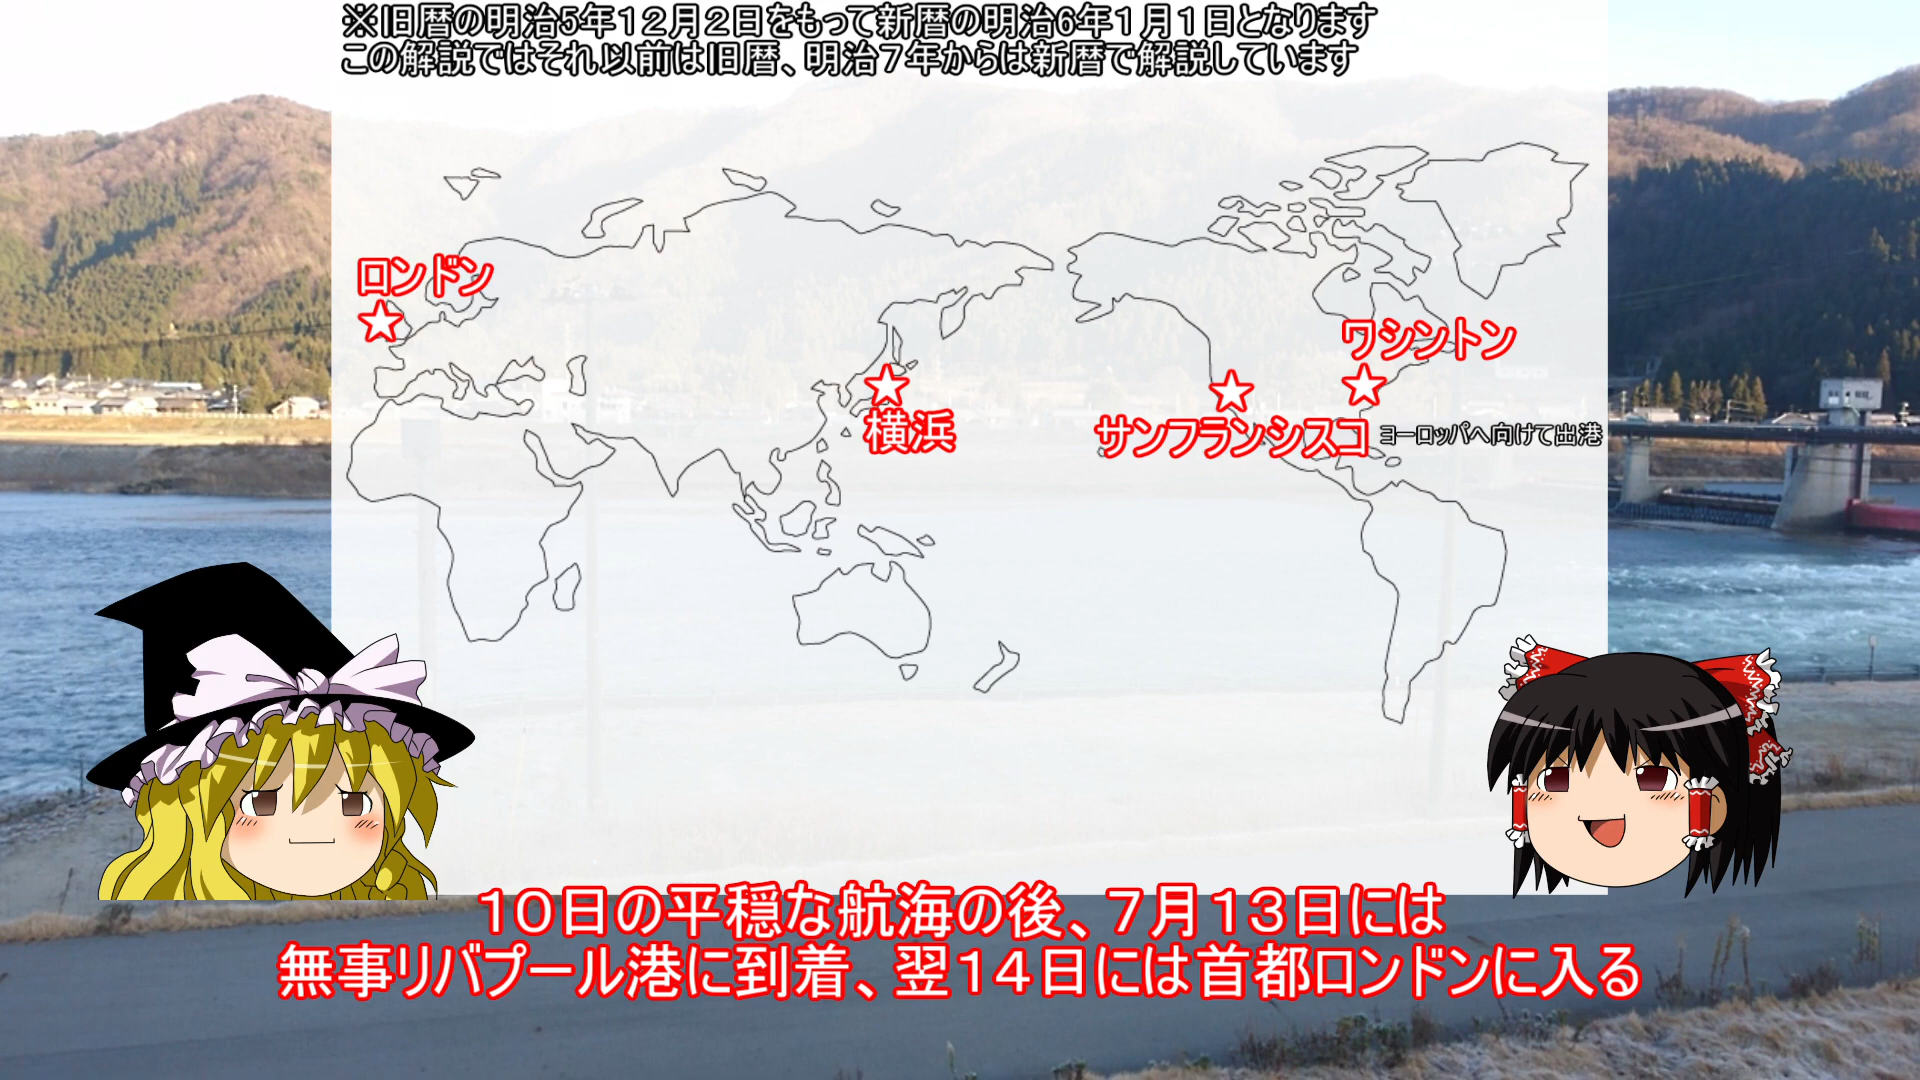 ※旧暦の明治5年１２月２日をもって新暦の明治6年１月１日となります
この解説ではそれ以前は旧暦、明治７年からは新暦で解説しています
ロンドン
ワシントン
横浜
サンフランシスコ
ヨーロッパへ向けて出港
１０日の平穏な航海の後、７月１３日には
無事リバプール港に到着、翌１４日には首都ロンドンに入る